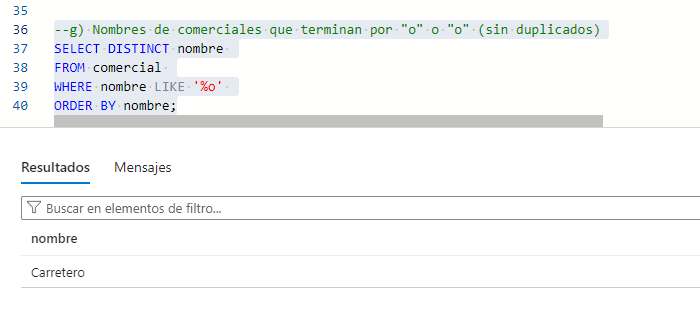 35
36 --g) Nombres de comerciales que terminan por "o" o "o" (sin duplicados)
37 SELECT DISTINCT nombre
38 FROM comercial
39 WHERE nombre LIKE '%o'
40 ORDER BY nombre;
Resultados Mensajes
Buscar en elementos de filtro...
nombre
Carretero